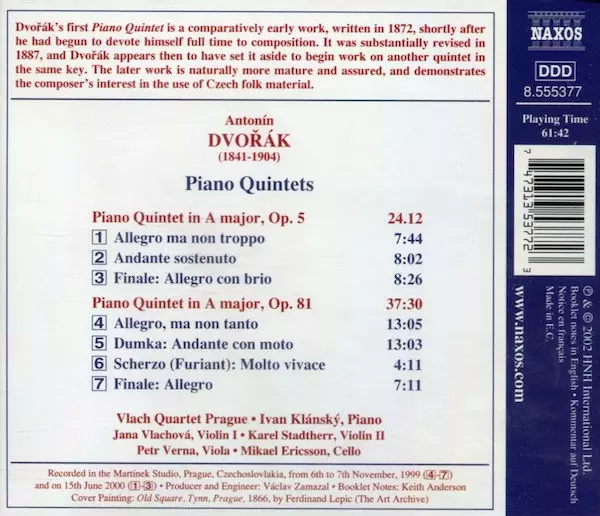 Dvořák's first Piano Quintet is a comparatively early work, written in 1872, shortly after
he had begun to devote himself full time to composition. It was substantially revised in
1887, and Dvořák appears then to have set it aside to begin work on another quintet in
the same key. The later work is naturally more mature and assured, and demonstrates
the composer's interest in the use of Czech folk material.
Antonín
DVOŘÁK
(1841-1904)
Piano Quintets
Piano Quintet in A major, Op. 5 24.12
1 Allegro ma non troppo 7:44
2 Andante sostenuto 8:02
3 Finale: Allegro con brio 8:26
Piano Quintet in A major, Op. 81 37:30
4 Allegro, ma non tanto 13:05
5 Dumka: Andante con moto 13:03
6 Scherzo (Furiant): Molto vivace 4:11
7 Finale: Allegro 7:11
Vlach Quartet Prague • Ivan Klánský, Piano
Jana Vlachová, Violin I • Karel Stadtherr, Violin II
Petr Verna, Viola • Mikael Ericsson, Cello
Recorded in the Martínek Studio, Prague, Czechoslovakia, from 6th to 7th November, 1999 (4-7)
and on 15th June 2000 (1-3) • Producer and Engineer: Václav Zamazal • Booklet Notes: Keith Anderson
Cover Painting: Old Square, Tynn, Prague, 1866, by Ferdinand Lepic (The Art Archive)
NAXOS
DDD
8.555377
Playing Time
61:42
7 47313 53772 3
www.naxos.com
℗ & © 2002 HNH International Ltd.
Booklet notes in English • Kommentar auf Deutsch
Notice en français
Made in E.C.